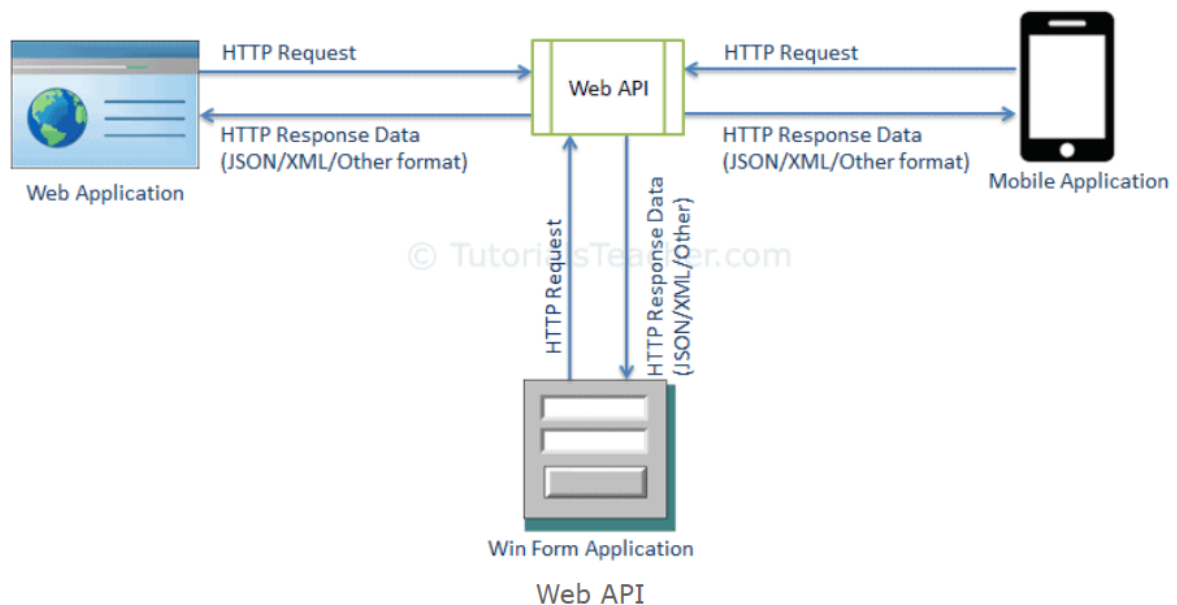 HTTP Request
HTTP Response Data
(JSON/XML/Other format)
Web Application
Web API
HTTP Request
HTTP Response Data
(JSON/XML/Other format)
Mobile Application
© TutorialsTeacher.com
HTTP Request
HTTP Response Data
(JSON/XML/Other)
Win Form Application
Web API